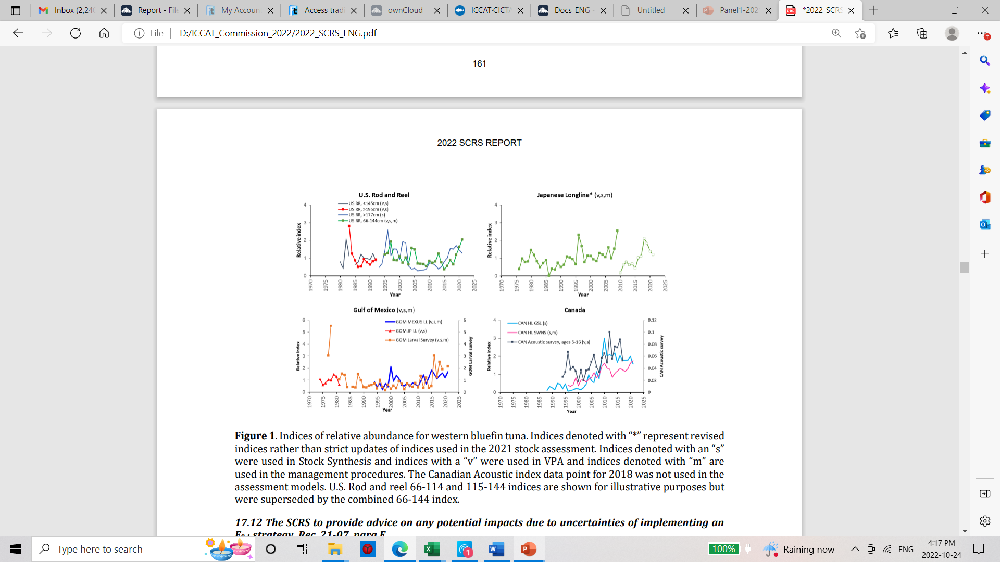 Inbox (2,24
Report - File
My Accoun
Access trad
ownCloud
ICCAT·CICTA
Docs_ENG -
Untitled
Panel1-202
*2022_SCRS
File
D:/ICCAT_Commission_2022/2022_SCRS_ENG.pdf
161
2022 SCRS REPORT
U.S. Rod and Reel
US RR, <145cm (v,s)
US RR, >195cm (v,s)
US RR, >177cm (s)
US RR, 66-144cm (v,s,m)
Relative index
4
3
2
1
0
1970 1975 1980 1985 1990 1995 2000 2005 2010 2015 2020 2025
Year
Japanese Longline* (v,s,m)
Relative index
4
3
2
1
0
1970 1975 1980 1985 1990 1995 2000 2005 2010 2015 2020 2025
Year
Gulf of Mexico (v,s,m)
GOM MEXUS LL (v,s,m)
GOM JP LL (v,s)
GOM Larval Survey (v,s,m)
Relative index
6
5
4
3
2
1
0
GOM Larval survey
6
5
4
3
2
1
0
1970 1975 1980 1985 1990 1995 2000 2005 2010 2015 2020 2025
Year
Canada
CAN HL GSL (s)
CAN HL SWNS (s,m)
CAN Acoustic survey, ages 5-16 (v,s)
Relative index
4
3
2
1
0
CAN Acoustic survey
0.12
0.1
0.08
0.06
0.04
0.02
0
1970 1975 1980 1985 1990 1995 2000 2005 2010 2015 2020 2025
Year
Figure 1. Indices of relative abundance for western bluefin tuna. Indices denoted with “*” represent revised
indices rather than strict updates of indices used in the 2021 stock assessment. Indices denoted with an “s”
were used in Stock Synthesis and indices with a “v” were used in VPA and indices denoted with “m” are
used in the management procedures. The Canadian Acoustic index data point for 2018 was not used in the
assessment models. U.S. Rod and reel 66-114 and 115-144 indices are shown for illustrative purposes but
were superseded by the combined 66-144 index.
17.12 The SCRS to provide advice on any potential impacts due to uncertainties of implementing an
F0.1 strategy. Rec. 21-07, para F
Type here to search
1
100%
Raining now
ENG
4:17 PM
2022-10-24